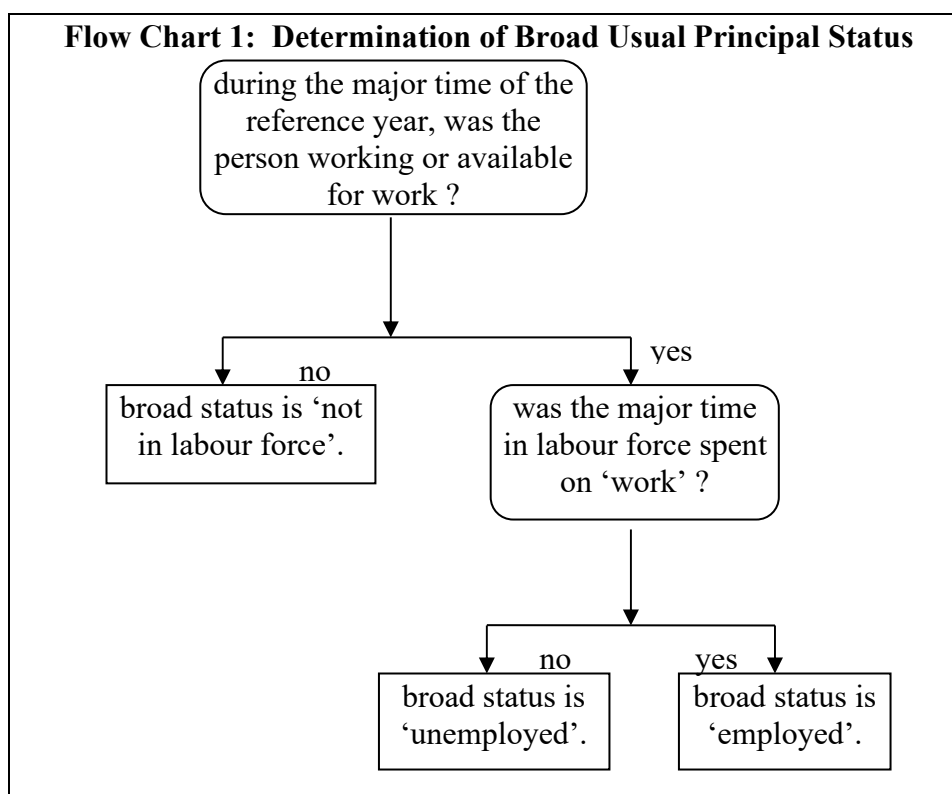 Flow Chart 1:  Determination of Broad Usual Principal Status
during the major time of the
reference year, was the
person working or available
for work ?
no
yes
broad status is ‘not
in labour force’.
was the major time
in labour force spent
on ‘work’ ?
no
yes
broad status is
‘unemployed’.
broad status is
‘employed’.